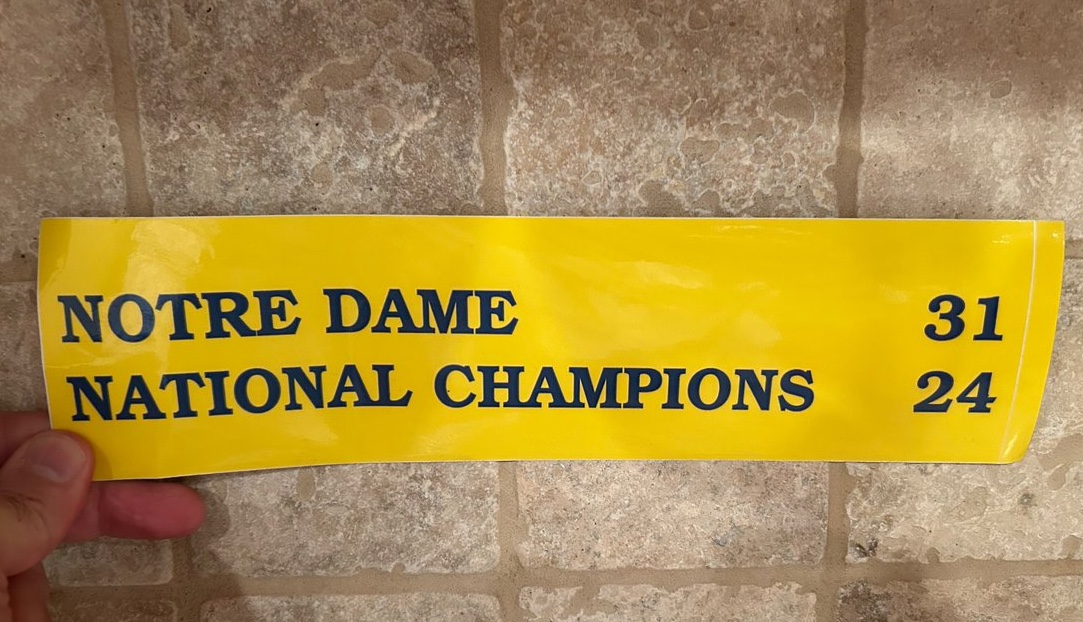 NOTRE DAME 31
NATIONAL CHAMPIONS 24